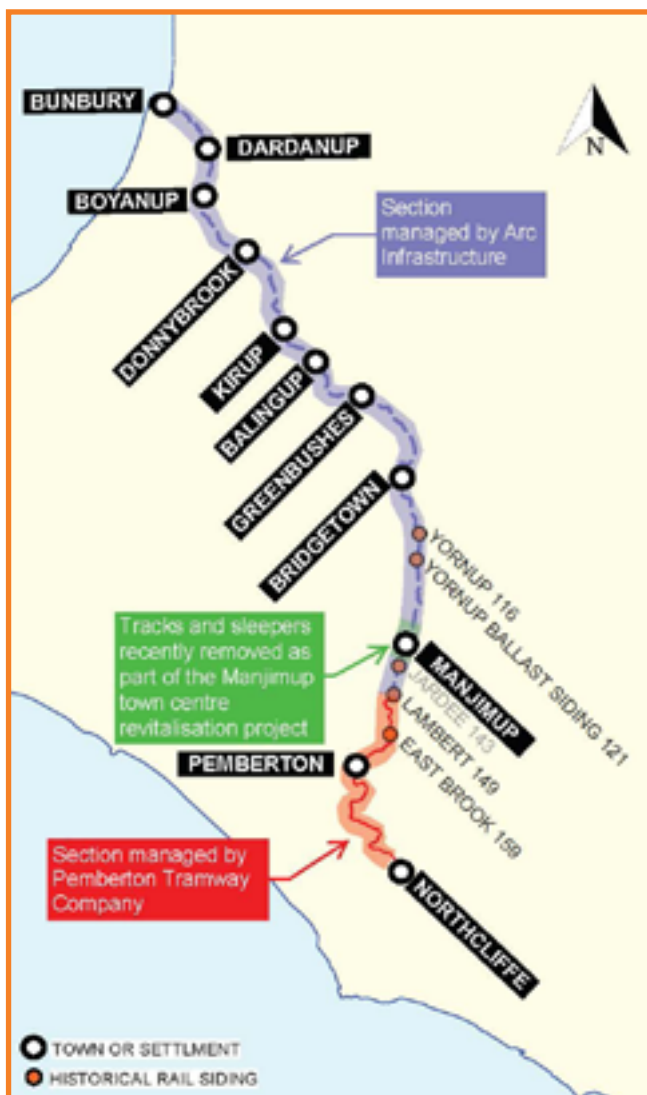 BUNBURY
DARDANUP
N
BOYANUP
Section
managed by Arc
Infrastructure
DONNYBROOK
KIRUP
BALINGUP
GREENBUSHES
BRIDGETOWN
YORNUP 116
YORNUP BALLAST SIDING 121
Tracks and sleepers
recently removed as
part of the Manjimup
town centre
revitalisation project
MANJIMUP
JARDEE 143
LAMBERT 149
EAST BROOK 159
PEMBERTON
Section managed by
Pemberton Tramway
Company
NORTHCLIFFE
TOWN OR SETTLMENT
HISTORICAL RAIL SIDING